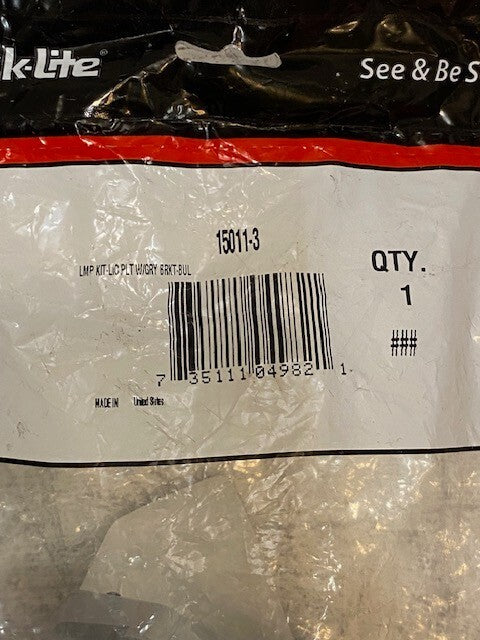 k-Lite®
See & Be S
15011-3
LMP KIT-LIC PLT W/GRY BRKT-BUL
QTY.
1
###
7 35111 04982 1
MADE IN United States